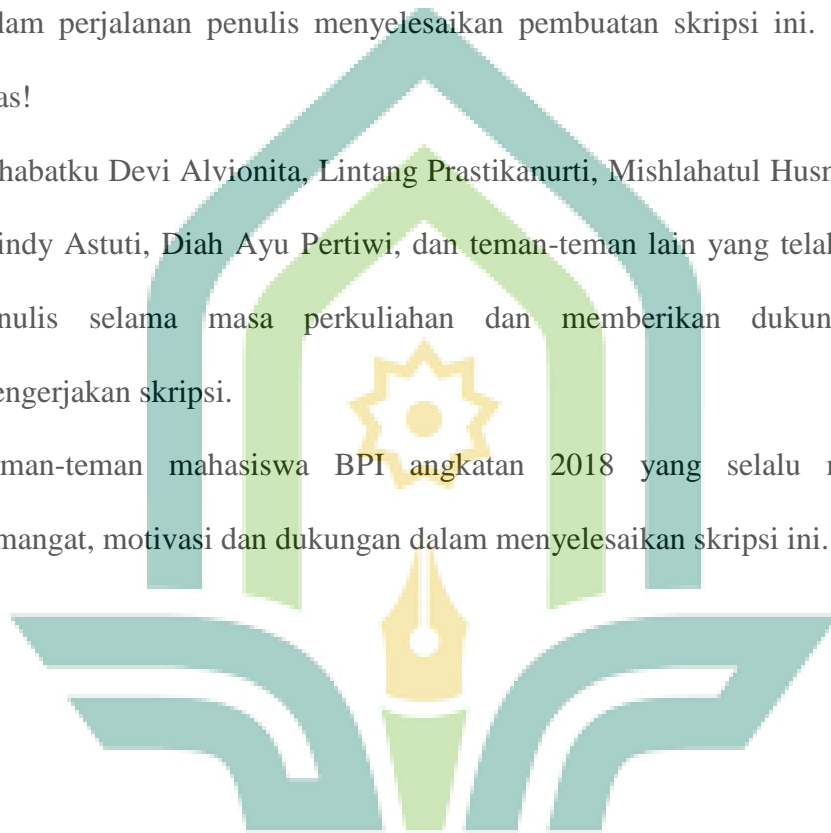 lam perjalanan penulis menyelesaikan pembuatan skripsi ini.
as!
habatku Devi Alvionita, Lintang Prastikanurti, Mishlahatul Husn
indy Astuti, Diah Ayu Pertiwi, dan teman-teman lain yang telah
nulis selama masa perkuliahan dan memberikan dukun
engerjakan skripsi.
man-teman mahasiswa BPI angkatan 2018 yang selalu
mangat, motivasi dan dukungan dalam menyelesaikan skripsi ini.